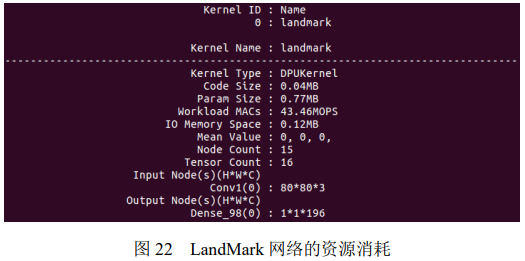 Kernel ID : Name
0 : landmark
Kernel Name : landmark
--------------------------------------------------------------------------------
Kernel Type : DPUKernel
Code Size : 0.04MB
Param Size : 0.77MB
Workload MACs : 43.46MOPS
IO Memory Space : 0.12MB
Mean Value : 0, 0, 0,
Node Count : 15
Tensor Count : 16
Input Node(s)(H*W*C)
Conv1(0) : 80*80*3
Output Node(s)(H*W*C)
Dense_98(0) : 1*1*196
图 22 LandMark 网络的资源消耗